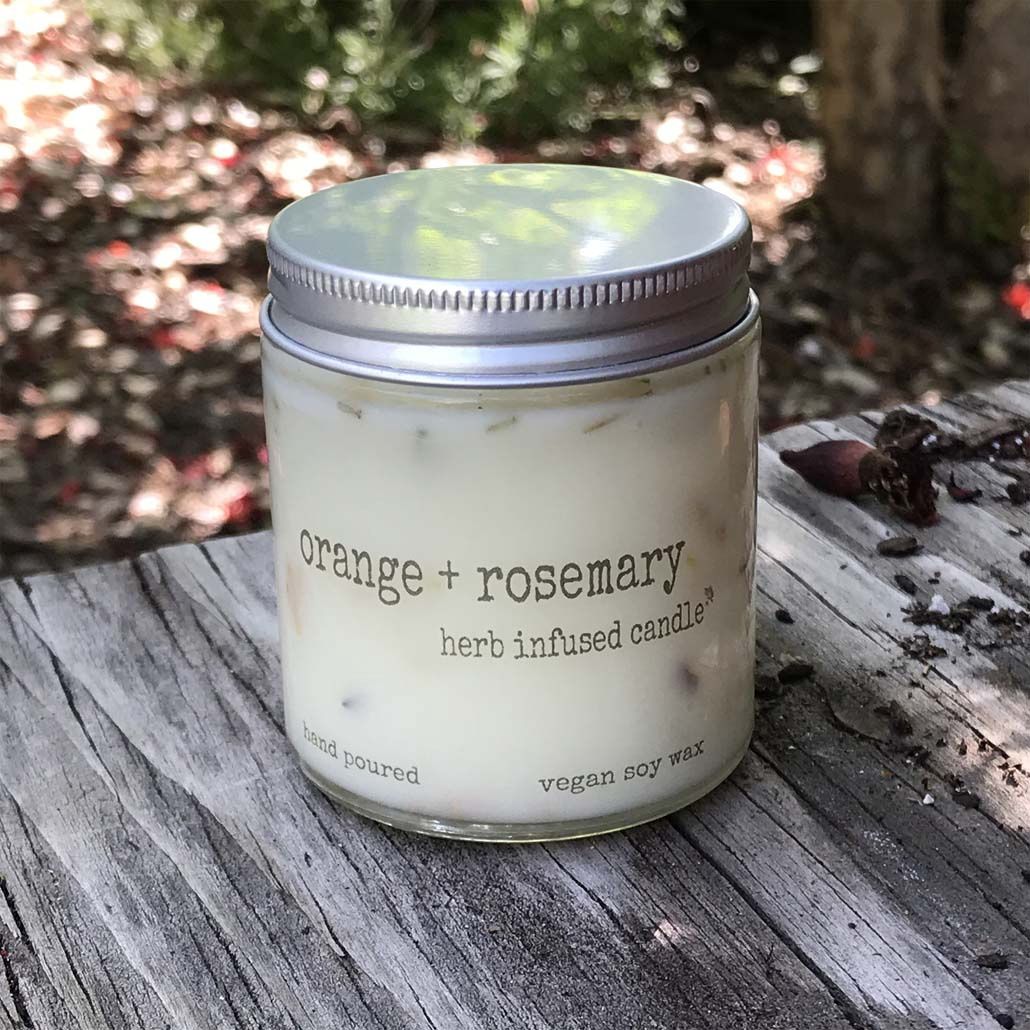 orange + rosemary
herb infused candle
hand poured
vegan soy wax